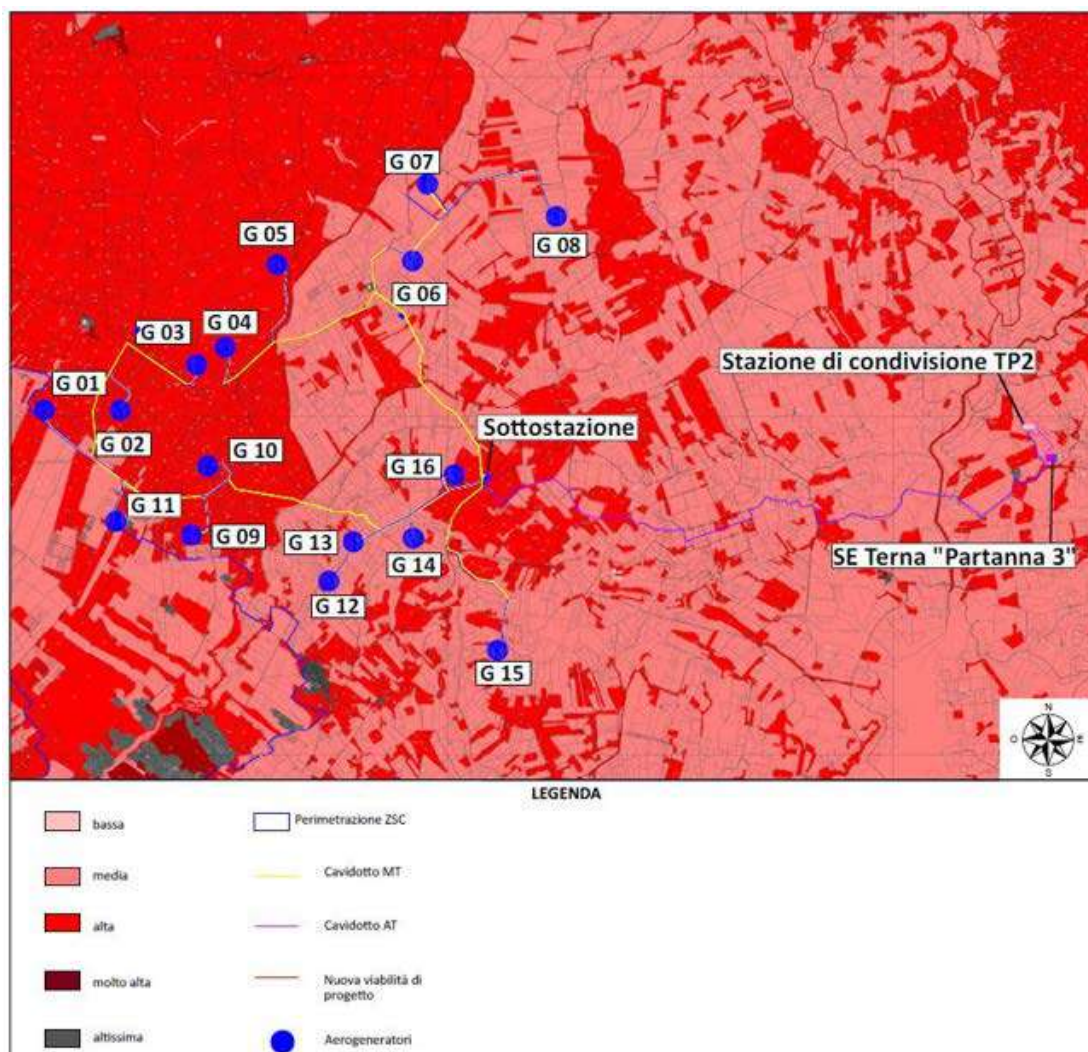 G 07
G 08
G 05
G 06
G 03
G 04
Stazione di condivisione TP2
G 01
G 02
Sottostazione
G 10
G 16
G 11
G 09
G 13
G 14
SE Terna "Partanna 3"
G 12
G 15
N
O
E
S
LEGENDA
bassa
Perimetrazione ZSC
media
Cavidotto MT
alta
Cavidotto AT
molto alta
Nuova viabilità di
progetto
altissima
Aerogeneratori